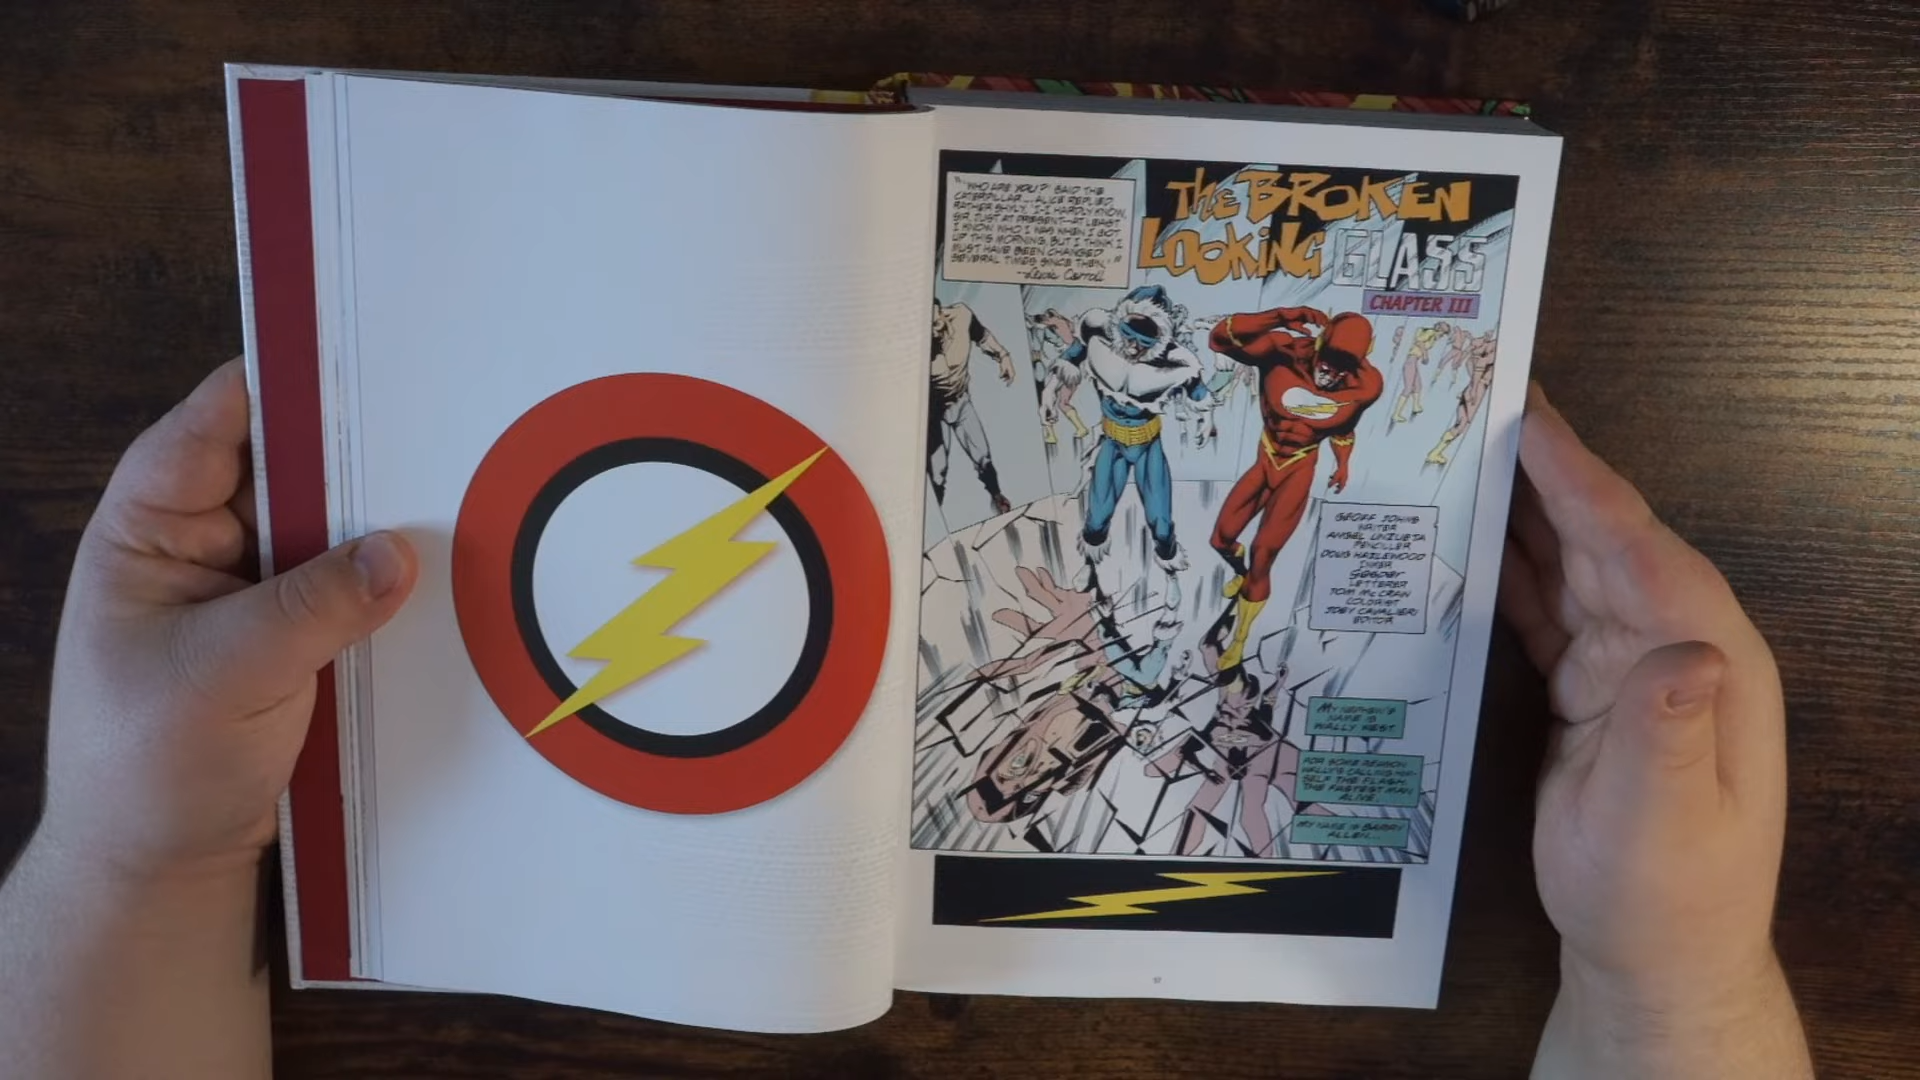 "'WHO ARE YOU?' SAID THE
CATERPILLAR...ALICE REPLIED,
RATHER SHYLY, 'I-I HARDLY KNOW,
SIR, JUST AT PRESENT--AT LEAST
I KNOW WHO I WAS WHEN I GOT
UP THIS MORNING, BUT I THINK I
MUST HAVE BEEN CHANGED
SEVERAL TIMES SINCE THEN.'"
--Lewis Carroll
THE BROKEN
LOOKING GLASS
CHAPTER III
GEOFF JOHNS
WRITER
ANGEL UNZUETA
PENCILLER
DOUG HAZLEWOOD
INKER
GASPAR
LETTERER
TOM McCRAW
COLORIST
JOEY CAVALIERI
EDITOR
MY NEPHEW'S
NAME IS
WALLY WEST.
FOR SOME REASON
WALLY'S CALLING HIM-
SELF THE FLASH.
THE FASTEST MAN
ALIVE.
MY NAME IS BARRY
ALLEN...